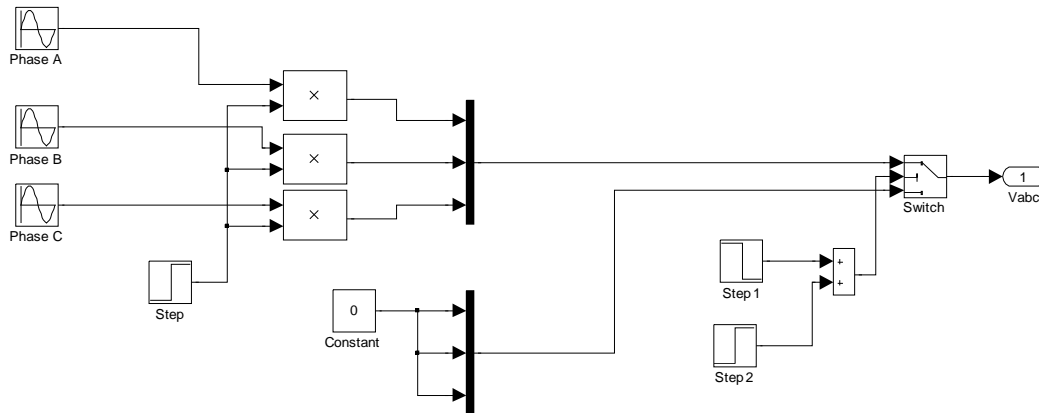 Phase A
×
Phase B
×
Phase C
×
Step
0
Constant
Step 1
+
+
Step 2
Switch
1
Vabc